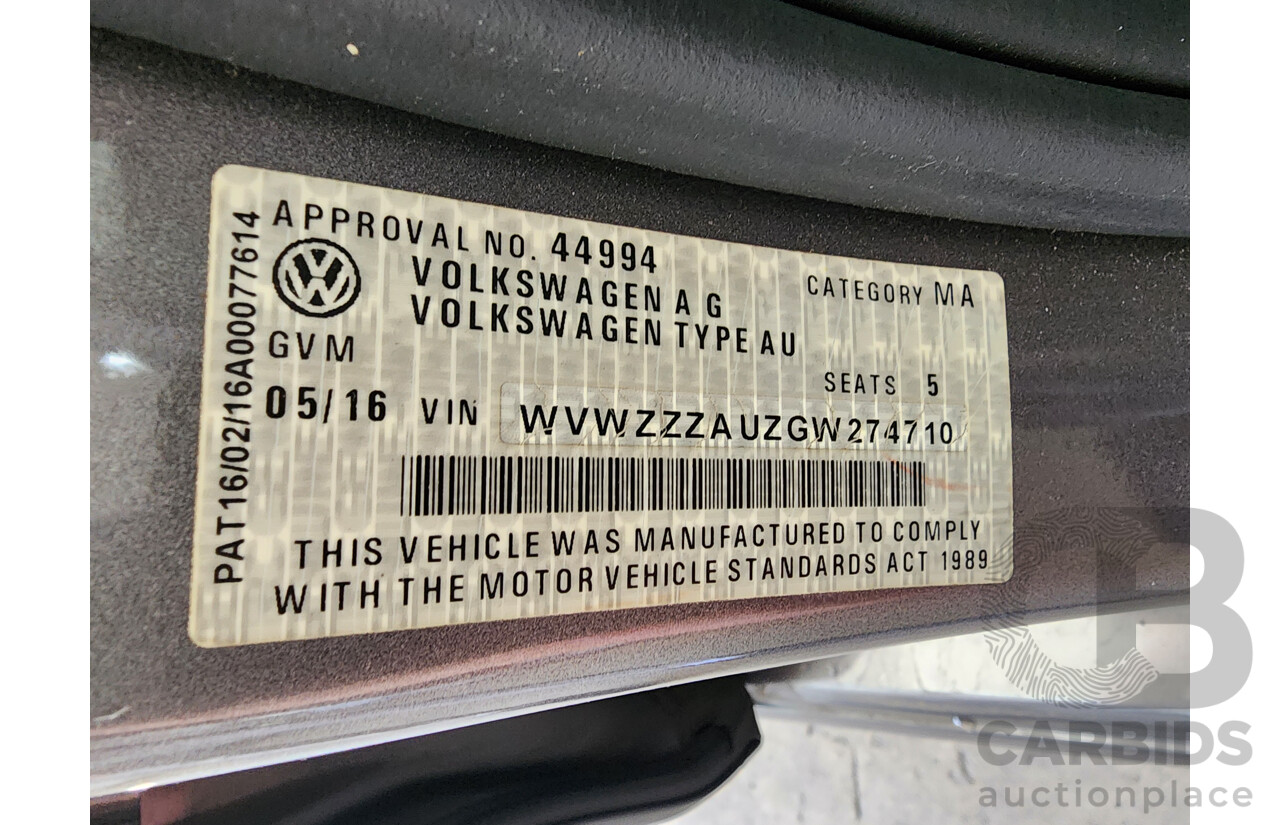 APPROVAL NO. 44994
VOLKSWAGEN A G
CATEGORY MA
VOLKSWAGEN TYPE AU
GVM
SEATS 5
05/16 VIN WVWZZZAUZGW274710
THIS VEHICLE WAS MANUFACTURED TO COMPLY
WITH THE MOTOR VEHICLE STANDARDS ACT 1989
PAT16/02/16A00077614
CARBIDS
auctionplace